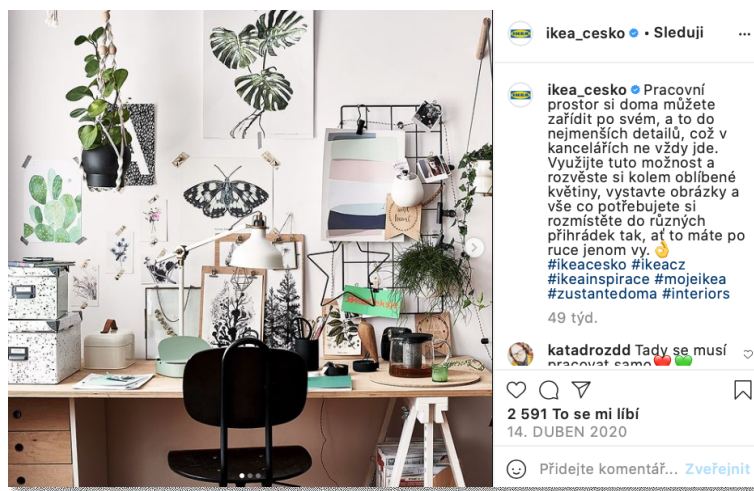 ikea_cesko • Sleduji
ikea_cesko Pracovní
prostor si doma můžete
zařídit po svém, a to do
nejmenších detailů, což v
kancelářích ne vždy jde.
Využijte tuto možnost a
rozvěste si kolem oblíbené
květiny, vystavte obrázky a
vše co potřebujete si
rozmístěte do různých
přihrádek tak, ať to máte po
ruce jenom vy. 👌
#ikeacesko #ikeacz
#ikeainspirace #mojeikea
#zustantedoma #interiors
49 týd.
katadrozdd Tady se musí
pracovat samo❤️💚
2 591 To se mi líbí
14. DUBEN 2020
Přidejte komentář... Zveřejnit